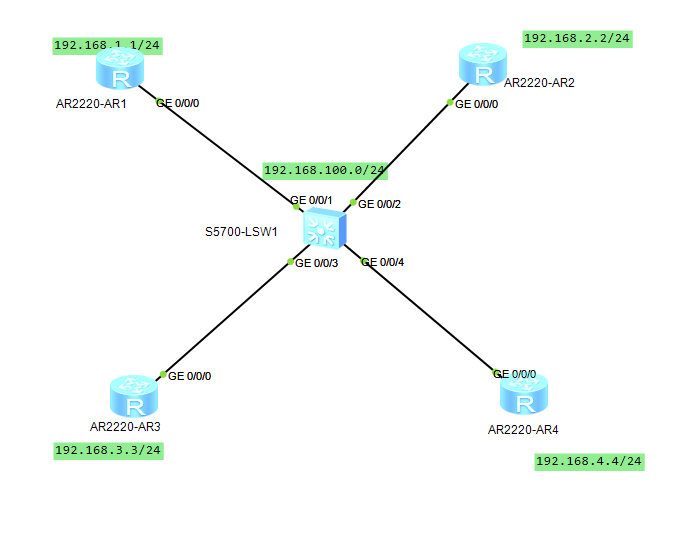 192.168.1.1/24
192.168.2.2/24
R
R
AR2220-AR1
GE 0/0/0
AR2220-AR2
GE 0/0/0
192.168.100.0/24
GE 0/0/1
GE 0/0/2
S5700-LSW1
GE 0/0/3
GE 0/0/4
GE 0/0/0
GE 0/0/0
R
R
AR2220-AR3
AR2220-AR4
192.168.3.3/24
192.168.4.4/24